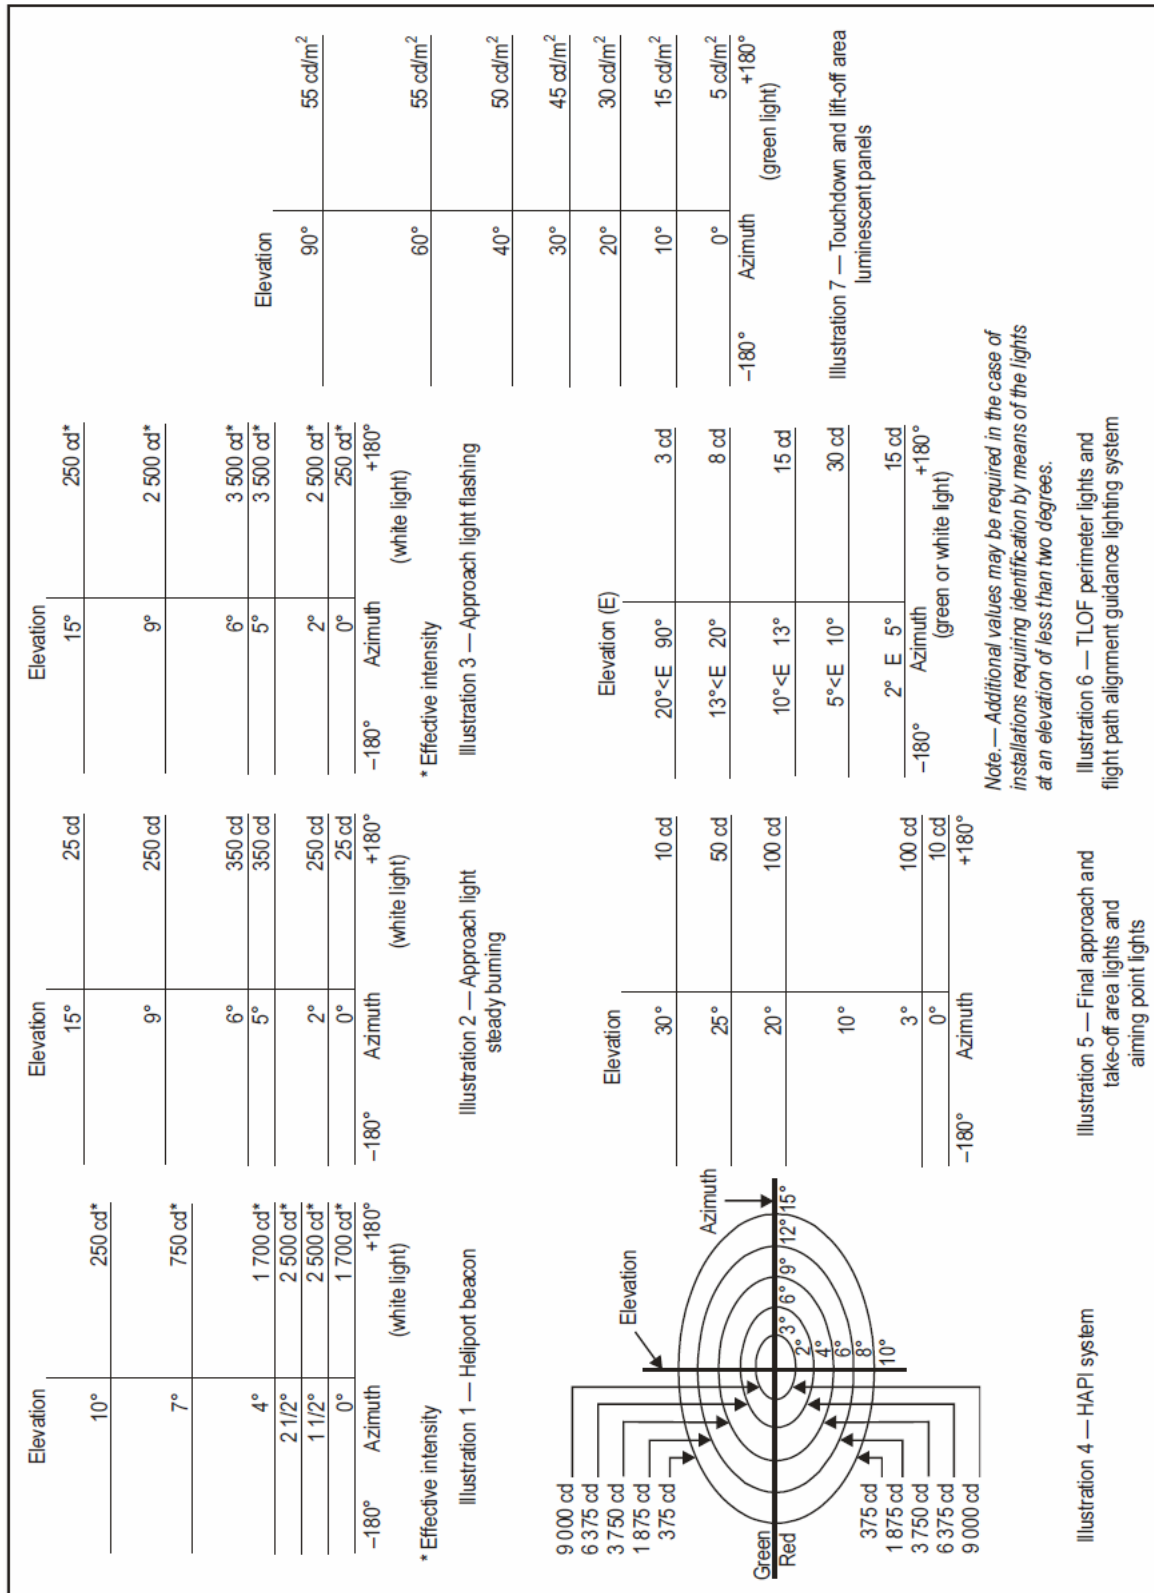 Elevation
10°
250 cd*
7°
750 cd*
4°
1 700 cd*
2 1/2°
2 500 cd*
1 1/2°
2 500 cd*
0°
1 700 cd*
–180°
Azimuth
+180°
(white light)
* Effective intensity
Illustration 1 — Heliport beacon
Elevation
15°
25 cd
9°
250 cd
6°
350 cd
5°
350 cd
2°
250 cd
0°
25 cd
–180°
Azimuth
+180°
(white light)
Illustration 2 — Approach light
steady burning
Elevation
15°
250 cd*
9°
2 500 cd*
6°
3 500 cd*
5°
3 500 cd*
2°
2 500 cd*
0°
250 cd*
–180°
Azimuth
+180°
(white light)
* Effective intensity
Illustration 3 — Approach light flashing
9 000 cd
6 375 cd
3 750 cd
1 875 cd
375 cd
Elevation
Azimuth
Green
Red
3°
6°
9°
12°
15°
2°
4°
6°
8°
10°
375 cd
1 875 cd
3 750 cd
6 375 cd
9 000 cd
Illustration 4 — HAPI system
Elevation
30°
10 cd
25°
50 cd
20°
100 cd
10°
3°
100 cd
0°
10 cd
–180°
Azimuth
+180°
Illustration 5 — Final approach and
take-off area lights and
aiming point lights
Elevation (E)
20°<E 90°
3 cd
13°<E 20°
8 cd
10°<E 13°
15 cd
5°<E 10°
30 cd
2° E 5°
15 cd
–180°
Azimuth
+180°
(green or white light)
Note.— Additional values may be required in the case of
installations requiring identification by means of the lights
at an elevation of less than two degrees.
Illustration 6 — TLOF perimeter lights and
flight path alignment guidance lighting system
Elevation
90°
55 cd/m²
60°
55 cd/m²
40°
50 cd/m²
30°
45 cd/m²
20°
30 cd/m²
10°
15 cd/m²
0°
5 cd/m²
–180°
Azimuth
+180°
(green light)
Illustration 7 — Touchdown and lift-off area
luminescent panels